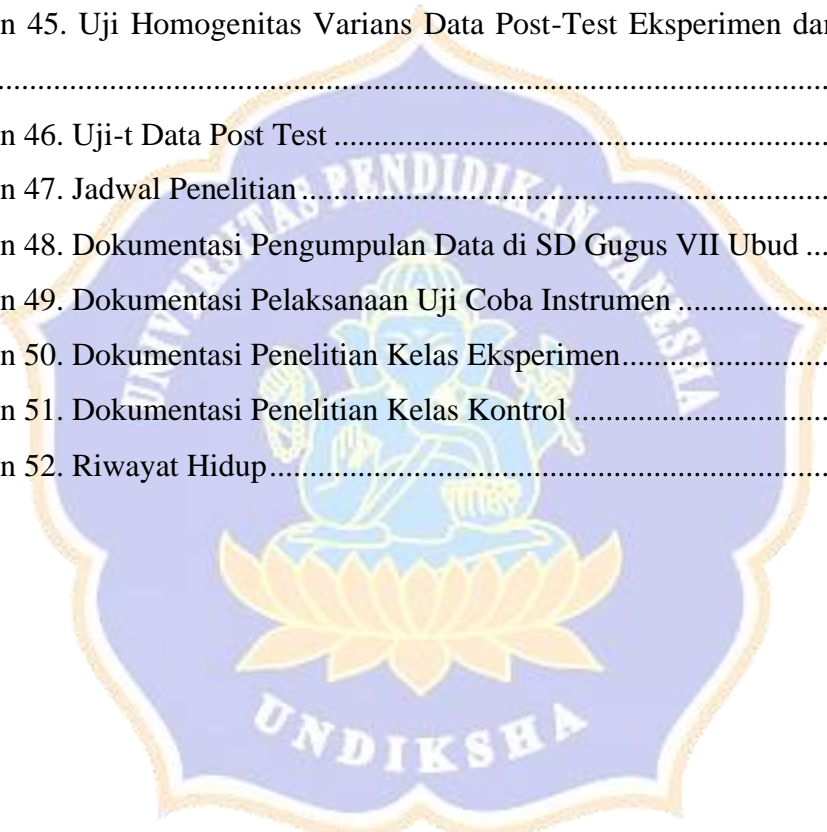 n 45. Uji Homogenitas Varians Data Post-Test Eksperimen dan
....................................................................................................
n 46. Uji-t Data Post Test ..............................................................
n 47. Jadwal Penelitian ..................................................................
n 48. Dokumentasi Pengumpulan Data di SD Gugus VII Ubud ...
n 49. Dokumentasi Pelaksanaan Uji Coba Instrumen ...................
n 50. Dokumentasi Penelitian Kelas Eksperimen..........................
n 51. Dokumentasi Penelitian Kelas Kontrol ................................
n 52. Riwayat Hidup......................................................................
UNIVERSITAS PENDIDIKAN GANESHA
UNDIKSHA